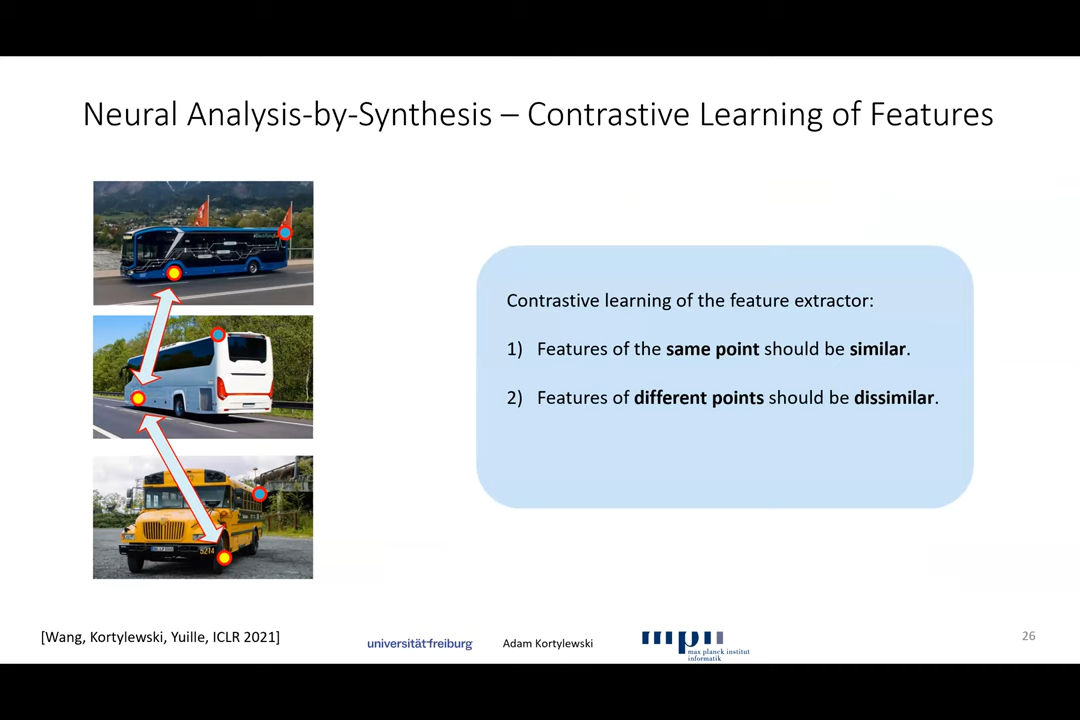 Neural Analysis-by-Synthesis – Contrastive Learning of Features
Contrastive learning of the feature extractor:
1) Features of the same point should be similar.
2) Features of different points should be dissimilar.
5214
[Wang, Kortylewski, Yuille, ICLR 2021]
universität freiburg
Adam Kortylewski
max planck institut
informatik
26